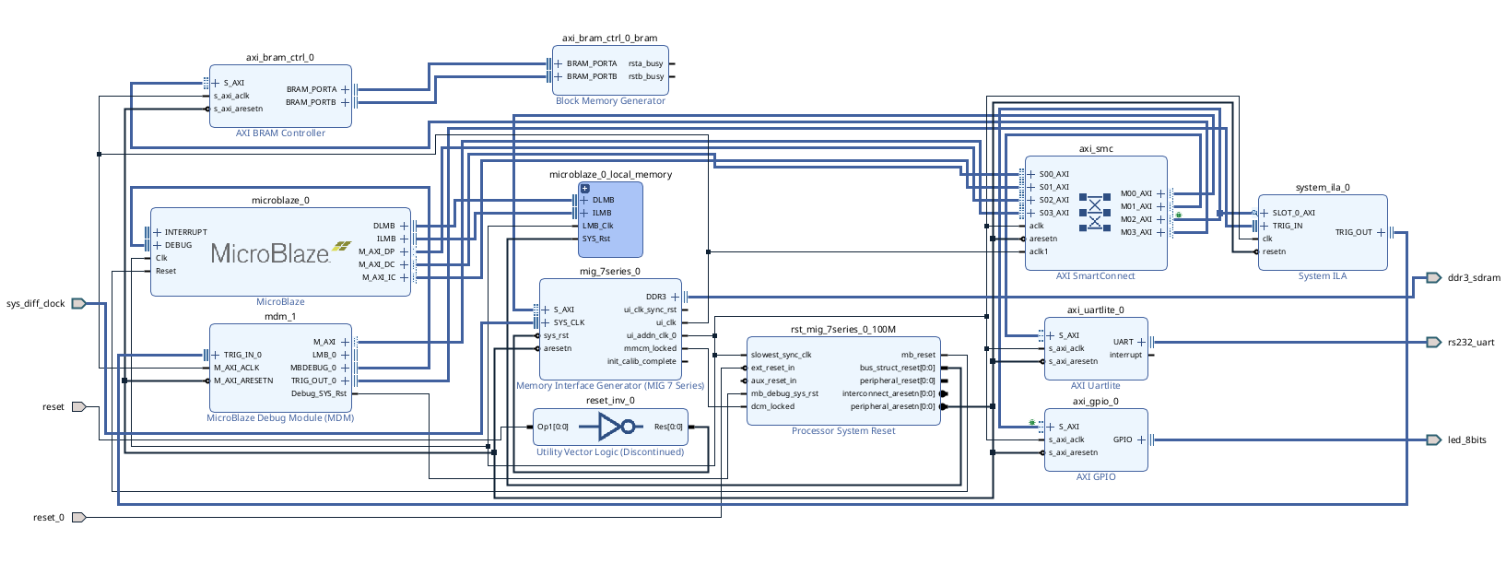 axi_bram_ctrl_0
S_AXI
s_axi_aclk
s_axi_aresetn
BRAM_PORTA
BRAM_PORTB
AXI BRAM Controller
axi_bram_ctrl_0_bram
BRAM_PORTA rsta_busy
BRAM_PORTB rstb_busy
Block Memory Generator
microblaze_0
INTERRUPT
DEBUG
Clk
Reset
MicroBlaze
DLMB
ILMB
M_AXI_DP
M_AXI_DC
M_AXI_IC
MicroBlaze
microblaze_0_local_memory
DLMB
ILMB
LMB_Clk
SYS_Rst
axi_smc
S00_AXI
S01_AXI
S02_AXI
S03_AXI
aclk
aresetn
aclk1
M00_AXI
M01_AXI
M02_AXI
M03_AXI
AXI SmartConnect
system_ila_0
SLOT_0_AXI
TRIG_IN
clk
resetn
TRIG_OUT
System ILA
sys_diff_clock
mdm_1
TRIG_IN_0
M_AXI_ACLK
M_AXI_ARESETN
M_AXI
LMB_0
MBDEBUG_0
TRIG_OUT_0
Debug_SYS_Rst
MicroBlaze Debug Module (MDM)
mig_7series_0
S_AXI
SYS_CLK
sys_rst
aresetn
DDR3
ui_clk_sync_rst
ui_clk
ui_addn_clk_0
mmcm_locked
init_calib_complete
Memory Interface Generator (MIG 7 Series)
rst_mig_7series_0_100M
slowest_sync_clk
ext_reset_in
aux_reset_in
mb_debug_sys_rst
dcm_locked
mb_reset
bus_struct_reset[0:0]
peripheral_reset[0:0]
interconnect_aresetn[0:0]
peripheral_aresetn[0:0]
Processor System Reset
ddr3_sdram
axi_uartlite_0
S_AXI
s_axi_aclk
s_axi_aresetn
UART
interrupt
AXI Uartlite
rs232_uart
reset
reset_inv_0
Op1[0:0] Res[0:0]
Utility Vector Logic (Discontinued)
axi_gpio_0
S_AXI
s_axi_aclk
s_axi_aresetn
GPIO
AXI GPIO
led_8bits
reset_0